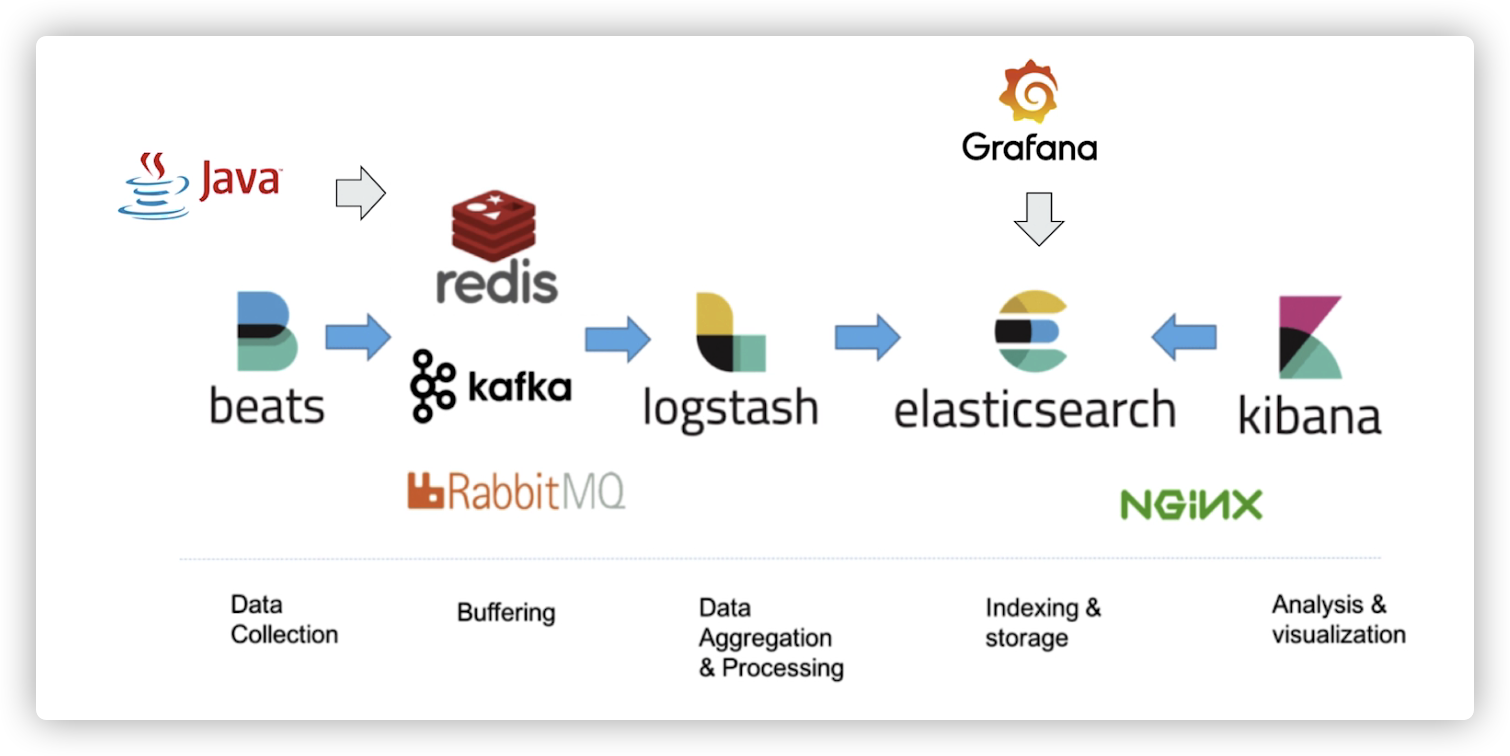 Grafana
Java
redis
beats
kafka
logstash
elasticsearch
kibana
RabbitMQ
NGINX
Data
Collection
Buffering
Data
Aggregation
& Processing
Indexing &
storage
Analysis &
visualization